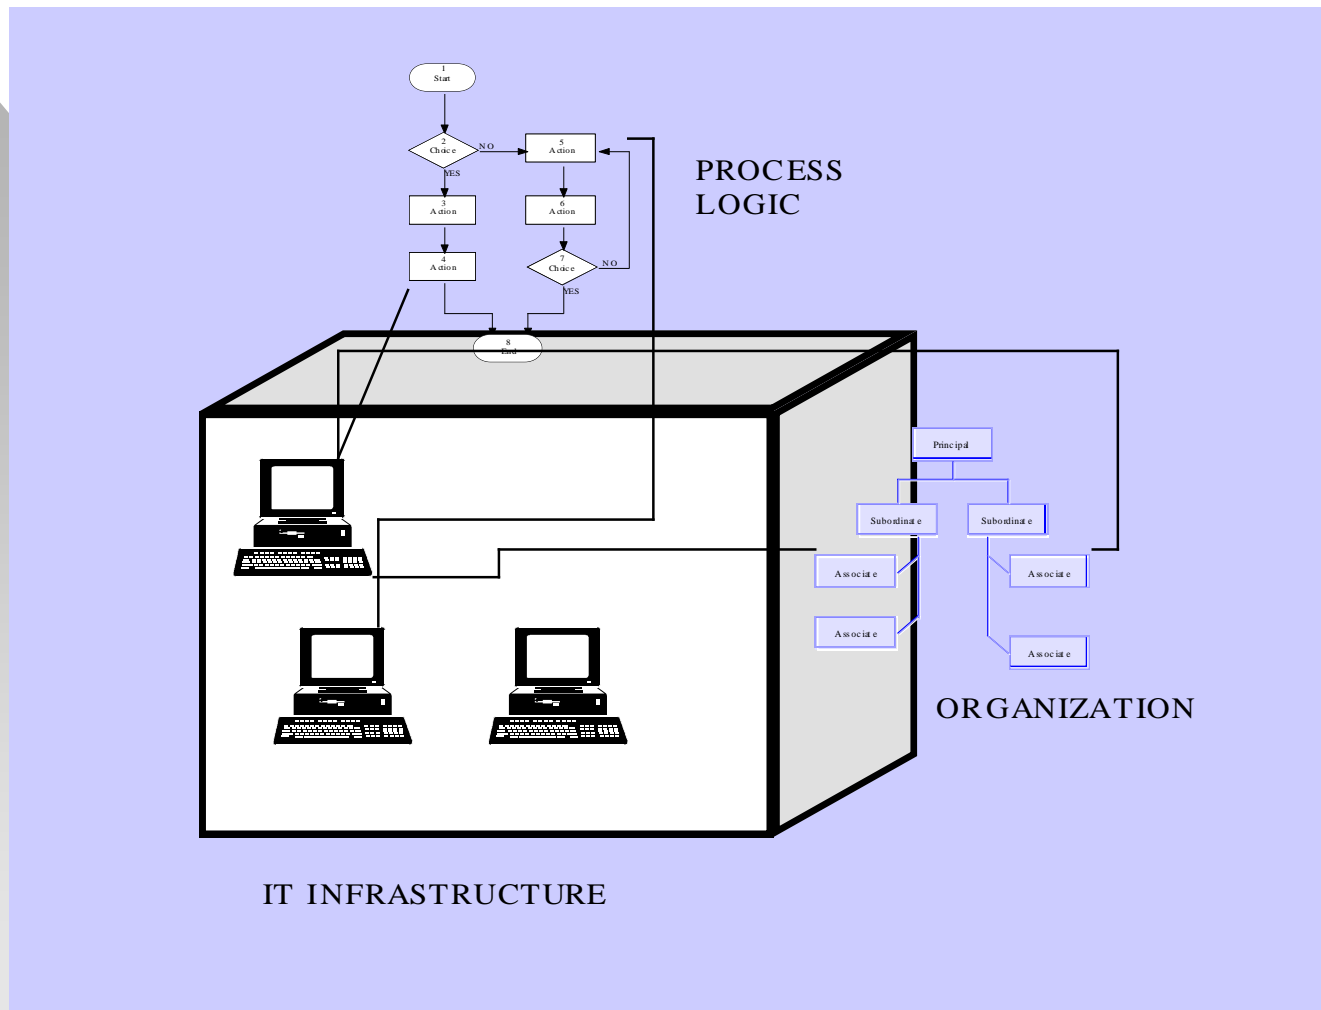 1
Start
2
Choice
NO
YES
3
Action
4
Action
5
Action
6
Action
7
Choice
NO
YES
8
End
PROCESS
LOGIC
Principal
Subordinate
Subordinate
Associate
Associate
Associate
Associate
ORGANIZATION
IT INFRASTRUCTURE